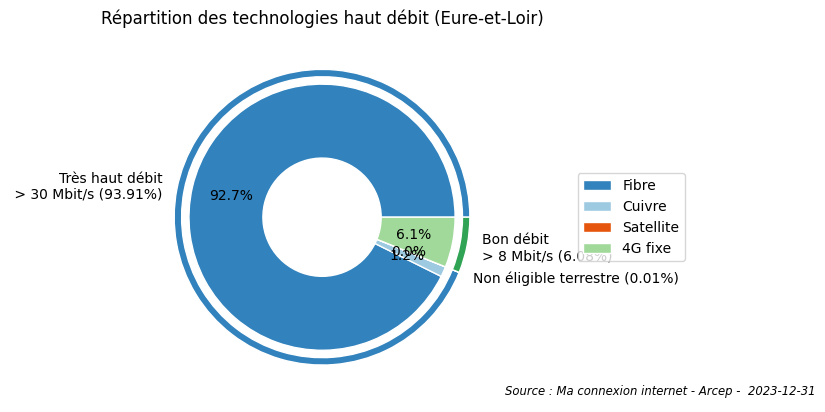 Répartition des technologies haut débit (Eure-et-Loir)
Très haut débit
> 30 Mbit/s (93.91%)
92.7%
6.1%
0.0%
1.2%
Bon débit
> 8 Mbit/s (6.08%)
Non éligible terrestre (0.01%)
Fibre
Cuivre
Satellite
4G fixe
Source : Ma connexion internet - Arcep - 2023-12-31